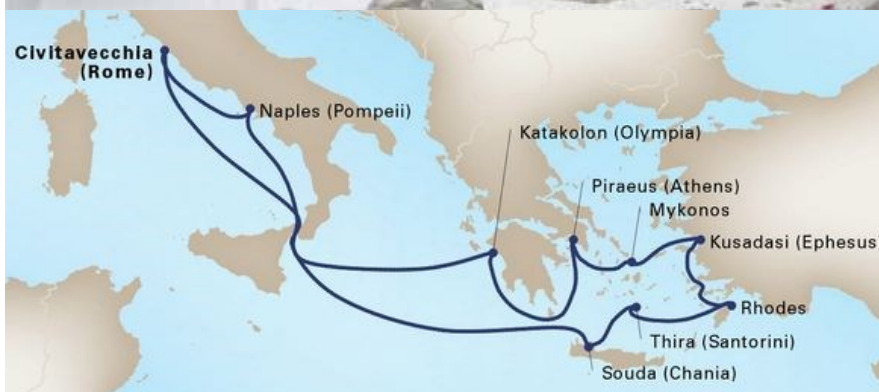 Civitavecchia
(Rome)
Naples (Pompeii)
Katakolon (Olympia)
Piraeus (Athens)
Mykonos
Kusadasi (Ephesus)
Rhodes
Thira (Santorini)
Souda (Chania)